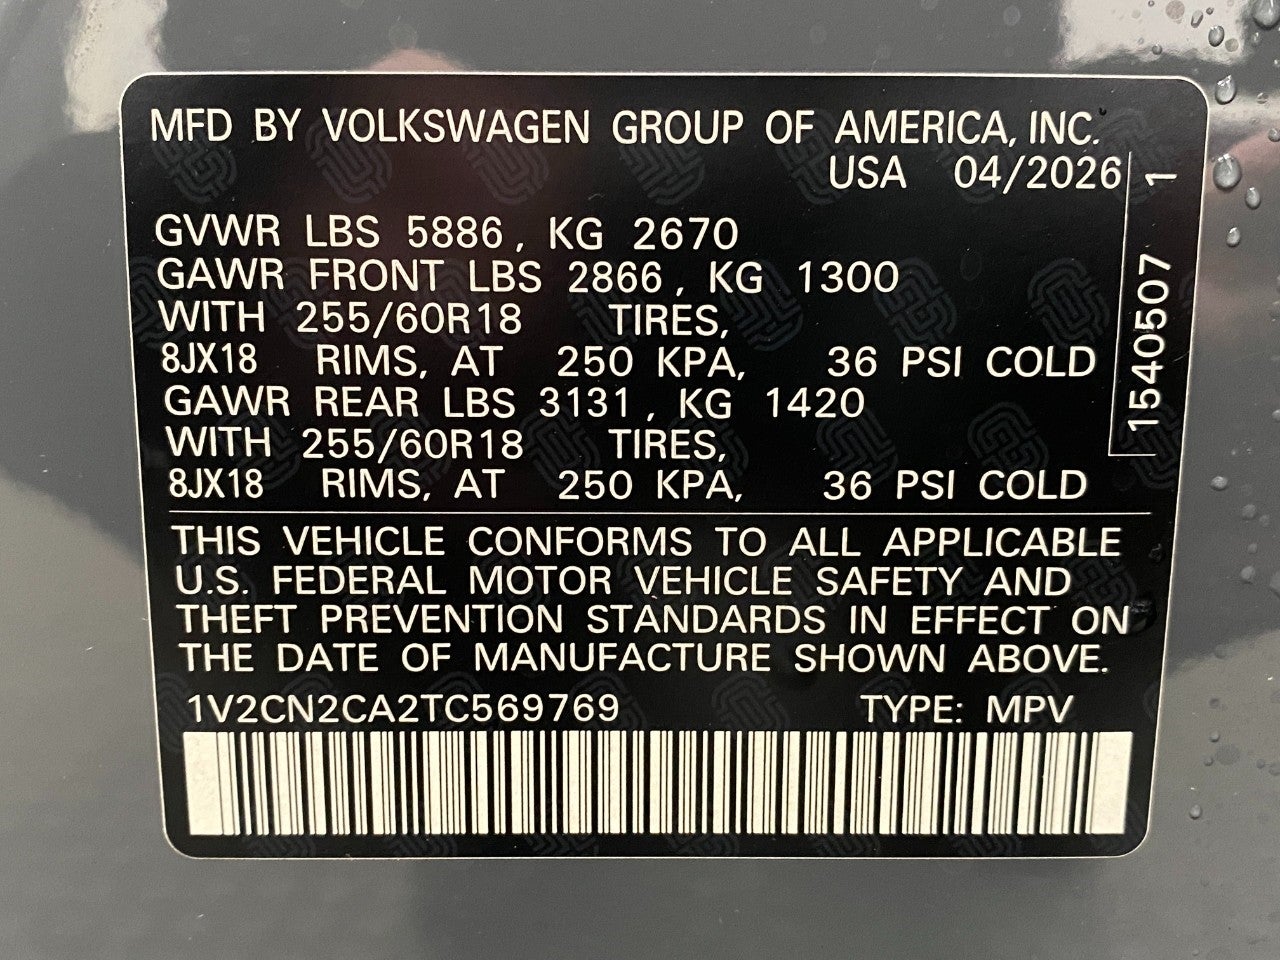 MFD BY VOLKSWAGEN GROUP OF AMERICA, INC.
USA 04/2026
GVWR LBS 5886, KG 2670
GAWR FRONT LBS 2866, KG 1300
WITH 255/60R18 TIRES,
8JX18 RIMS, AT 250 KPA, 36 PSI COLD
GAWR REAR LBS 3131, KG 1420
WITH 255/60R18 TIRES,
8JX18 RIMS, AT 250 KPA, 36 PSI COLD
1540507 1
THIS VEHICLE CONFORMS TO ALL APPLICABLE
U.S. FEDERAL MOTOR VEHICLE SAFETY AND
THEFT PREVENTION STANDARDS IN EFFECT ON
THE DATE OF MANUFACTURE SHOWN ABOVE.
1V2CN2CA2TC569769 TYPE: MPV